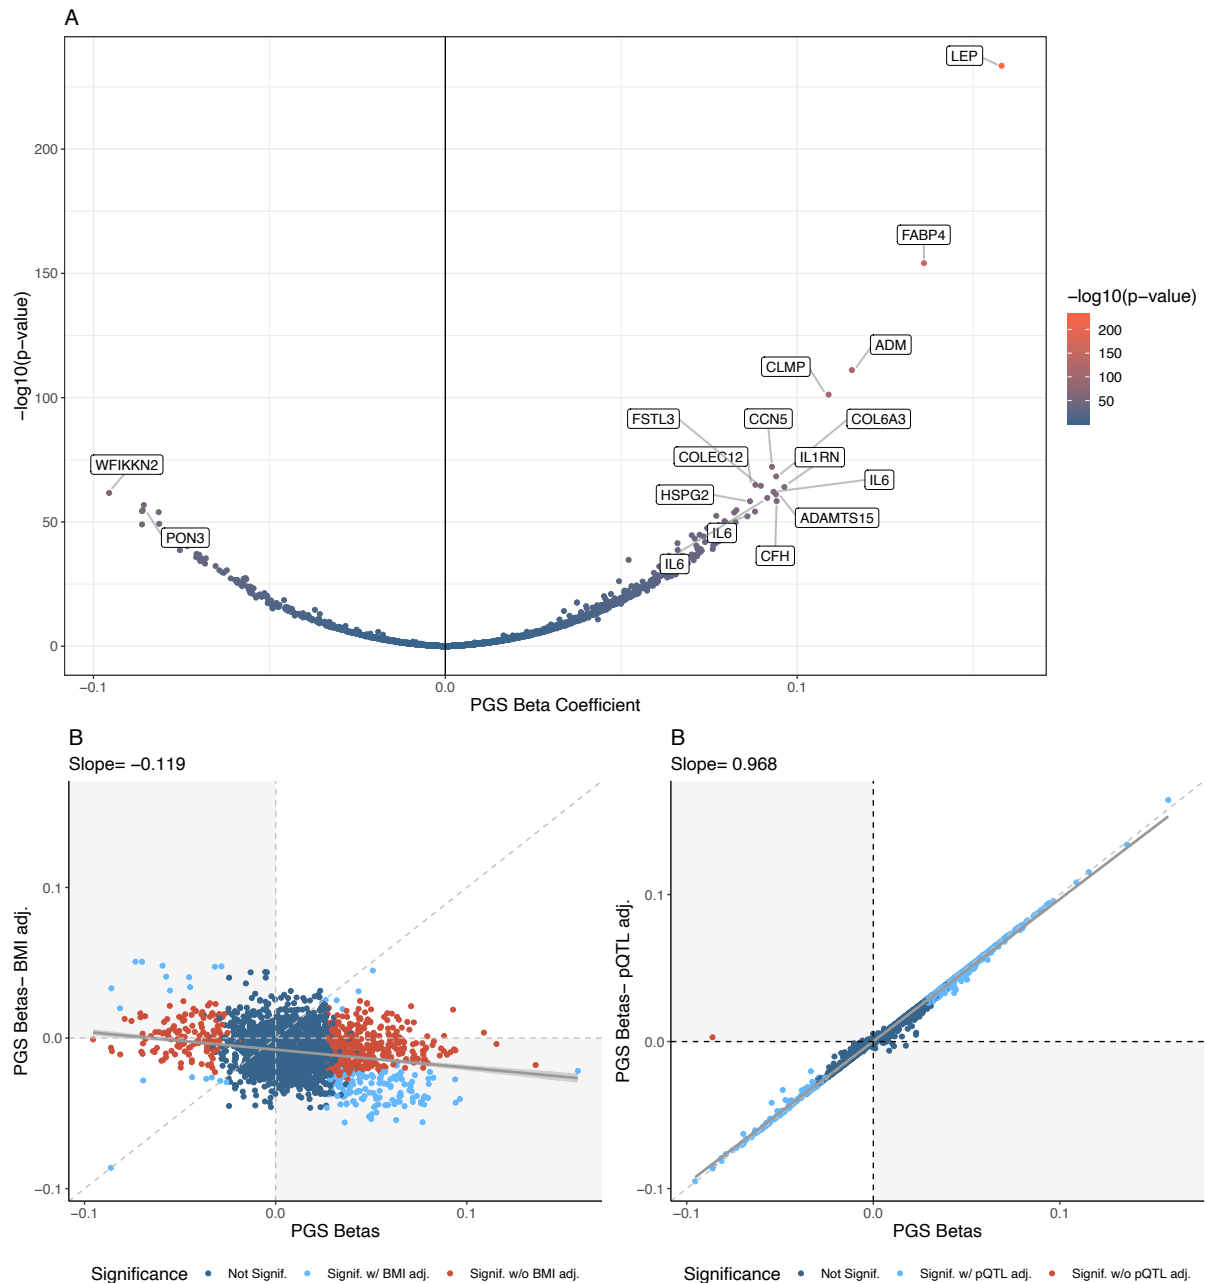 A
−log10(p−value)
200
150
100
50
0
LEP
FABP4
ADM
CLMP
FSTL3
CCN5
COL6A3
COLEC12
IL1RN
WFIKKN2
IL6
HSPG2
ADAMTS15
IL6
PON3
CFH
IL6
−0.1
0.0
0.1
PGS Beta Coefficient
−log10(p−value)
200
150
100
50
B
Slope= −0.119
PGS Betas− BMI adj.
0.1
0.0
−0.1
−0.1
0.0
0.1
PGS Betas
Significance
Not Signif.
Signif. w/ BMI adj.
Signif. w/o BMI adj.
B
Slope= 0.968
PGS Betas− pQTL adj.
0.1
0.0
−0.1
−0.1
0.0
0.1
PGS Betas
Significance
Not Signif.
Signif. w/ pQTL adj.
Signif. w/o pQTL adj.